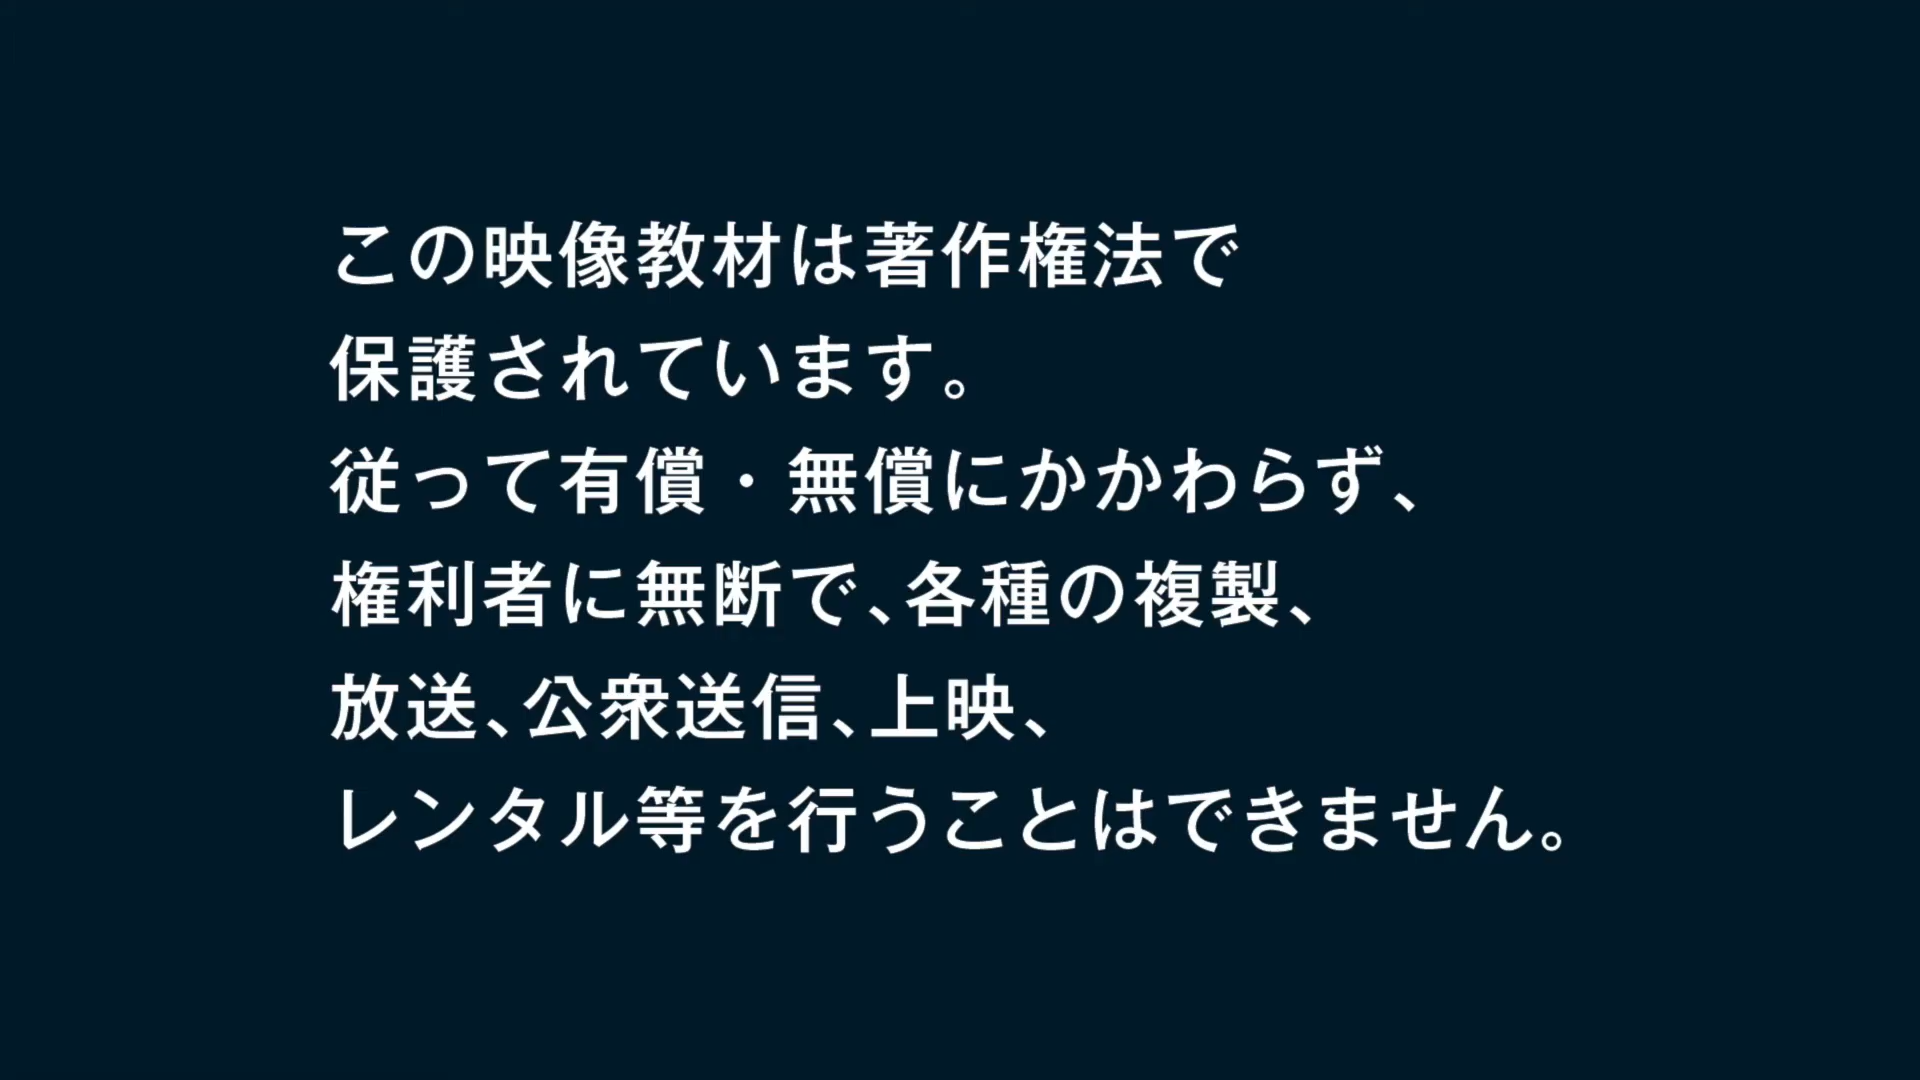 この映像教材は著作権法で
保護されています。
従って有償・無償にかかわらず、
権利者に無断で、各種の複製、
放送、公衆送信、上映、
レンタル等を行うことはできません。